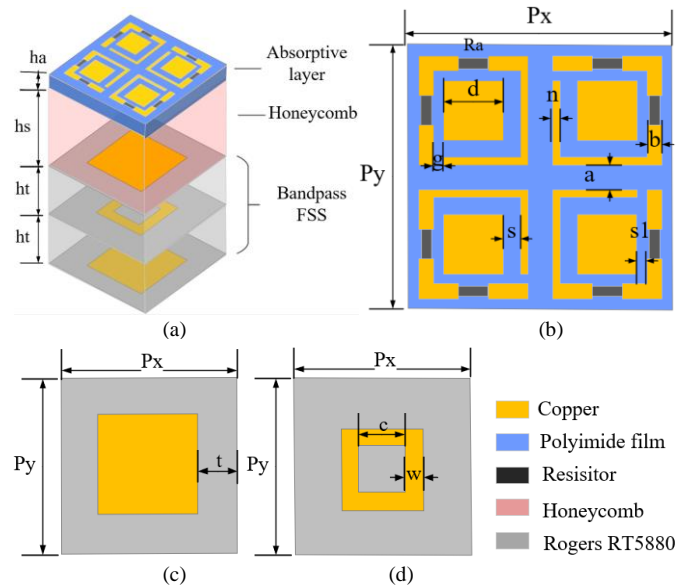 ha
hs
ht
ht
Absorptive
layer
Honeycomb
Bandpass
FSS
(a)
Px
Py
Ra
d
n
b
g
a
s
s1
(b)
Px
Py
t
(c)
Px
Py
c
w
(d)
Copper
Polyimide film
Resisitor
Honeycomb
Rogers RT5880